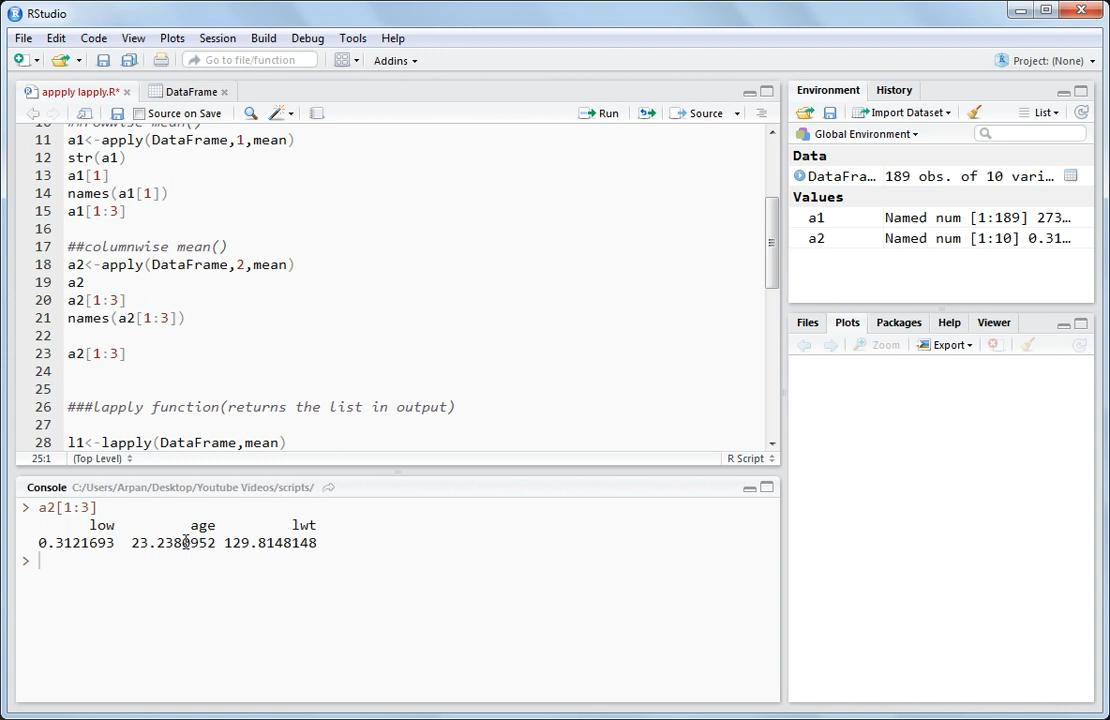 RStudio
File Edit Code View Plots Session Build Debug Tools Help
Go to file/function Addins Project: (None)
appply lapply.R* DataFrame
Source on Save Run Source
10 ##rowwise mean()
11 a1<-apply(DataFrame,1,mean)
12 str(a1)
13 a1[1]
14 names(a1[1])
15 a1[1:3]
16
17 ##columnwise mean()
18 a2<-apply(DataFrame,2,mean)
19 a2
20 a2[1:3]
21 names(a2[1:3])
22
23 a2[1:3]
24
25
26 ###lapply function(returns the list in output)
27
28 l1<-lapply(DataFrame,mean)
25:1 (Top Level) R Script
Console C:/Users/Arpan/Desktop/Youtube Videos/scripts/
> a2[1:3]
low age lwt
0.3121693 23.2380952 129.8148148
>
Environment History
Import Dataset List
Global Environment
Data
DataFra... 189 obs. of 10 vari...
Values
a1 Named num [1:189] 273...
a2 Named num [1:10] 0.31...
Files Plots Packages Help Viewer
Zoom Export